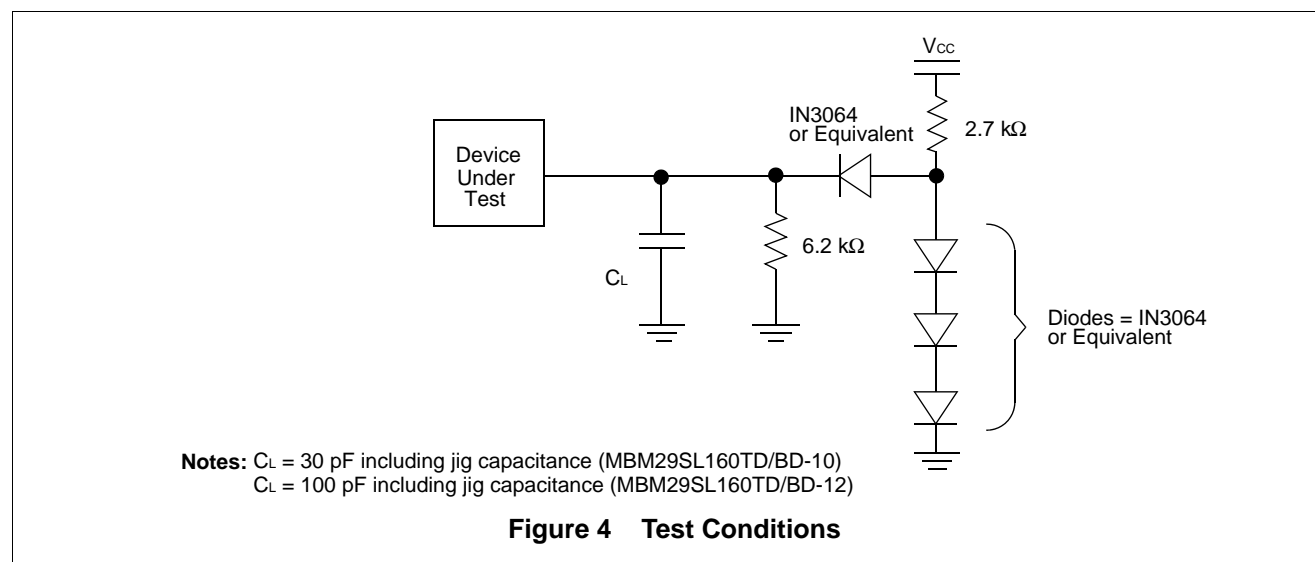 VCC
IN3064
or Equivalent
2.7 kΩ
Device
Under
Test
6.2 kΩ
CL
Diodes = IN3064
or Equivalent
Notes: CL = 30 pF including jig capacitance (MBM29SL160TD/BD-10)
CL = 100 pF including jig capacitance (MBM29SL160TD/BD-12)
Figure 4 Test Conditions